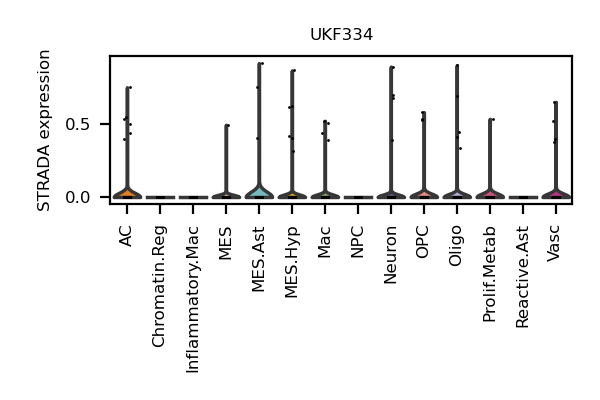 UKF334
STRADA expression
0.5
0.0
AC
Chromatin.Reg
Inflammatory.Mac
MES
MES.Ast
MES.Hyp
Mac
NPC
Neuron
OPC
Oligo
Prolif.Metab
Reactive.Ast
Vasc